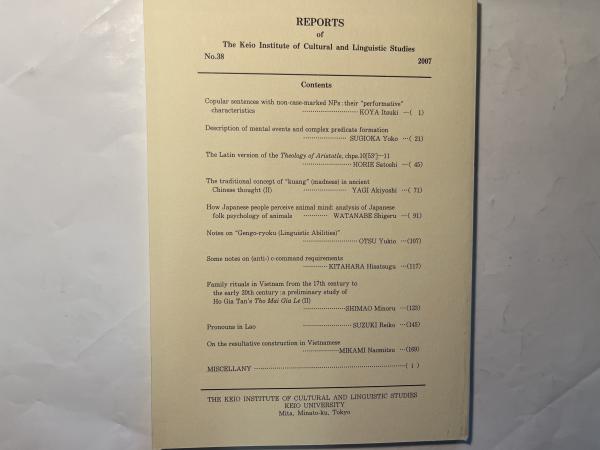 REPORTS
of
The Keio Institute of Cultural and Linguistic Studies
No.38 2007
Contents
Copular sentences with non-case-marked NPs : their "performative"
characteristics ························ KOYA Itsuki ···( 1)
Description of mental events and complex predicate formation
···················· SUGIOKA Yoko ···( 21)
The Latin version of the Theology of Aristotle, chps.10[53ʳ]-11
···················· HORIE Satoshi ···( 45)
The traditional concept of "kuang" (madness) in ancient
Chinese thought (II) ···················· YAGI Akiyoshi ···( 71)
How Japanese people perceive animal mind: analysis of Japanese
folk psychology of animals ············ WATANABE Shigeru ···( 91)
Notes on "Gengo-ryoku (Linguistic Abilities)"
························ OTSU Yukio ···(107)
Some notes on (anti-) c-command requirements
············ KITAHARA Hisatsugu ···(117)
Family rituals in Vietnam from the 17th century to
the early 20th century : a preliminary study of
Ho Gia Tan's Tho Mai Gia Le (II)
····················SHIMAO Minoru ···(123)
Pronouns in Lao ························ SUZUKI Reiko ···(145)
On the resultative construction in Vietnamese
····················MIKAMI Naomitsu ···(169)
MISCELLANY ································································( i )
THE KEIO INSTITUTE OF CULTURAL AND LINGUISTIC STUDIES
KEIO UNIVERSITY
Mita, Minato-ku, Tokyo